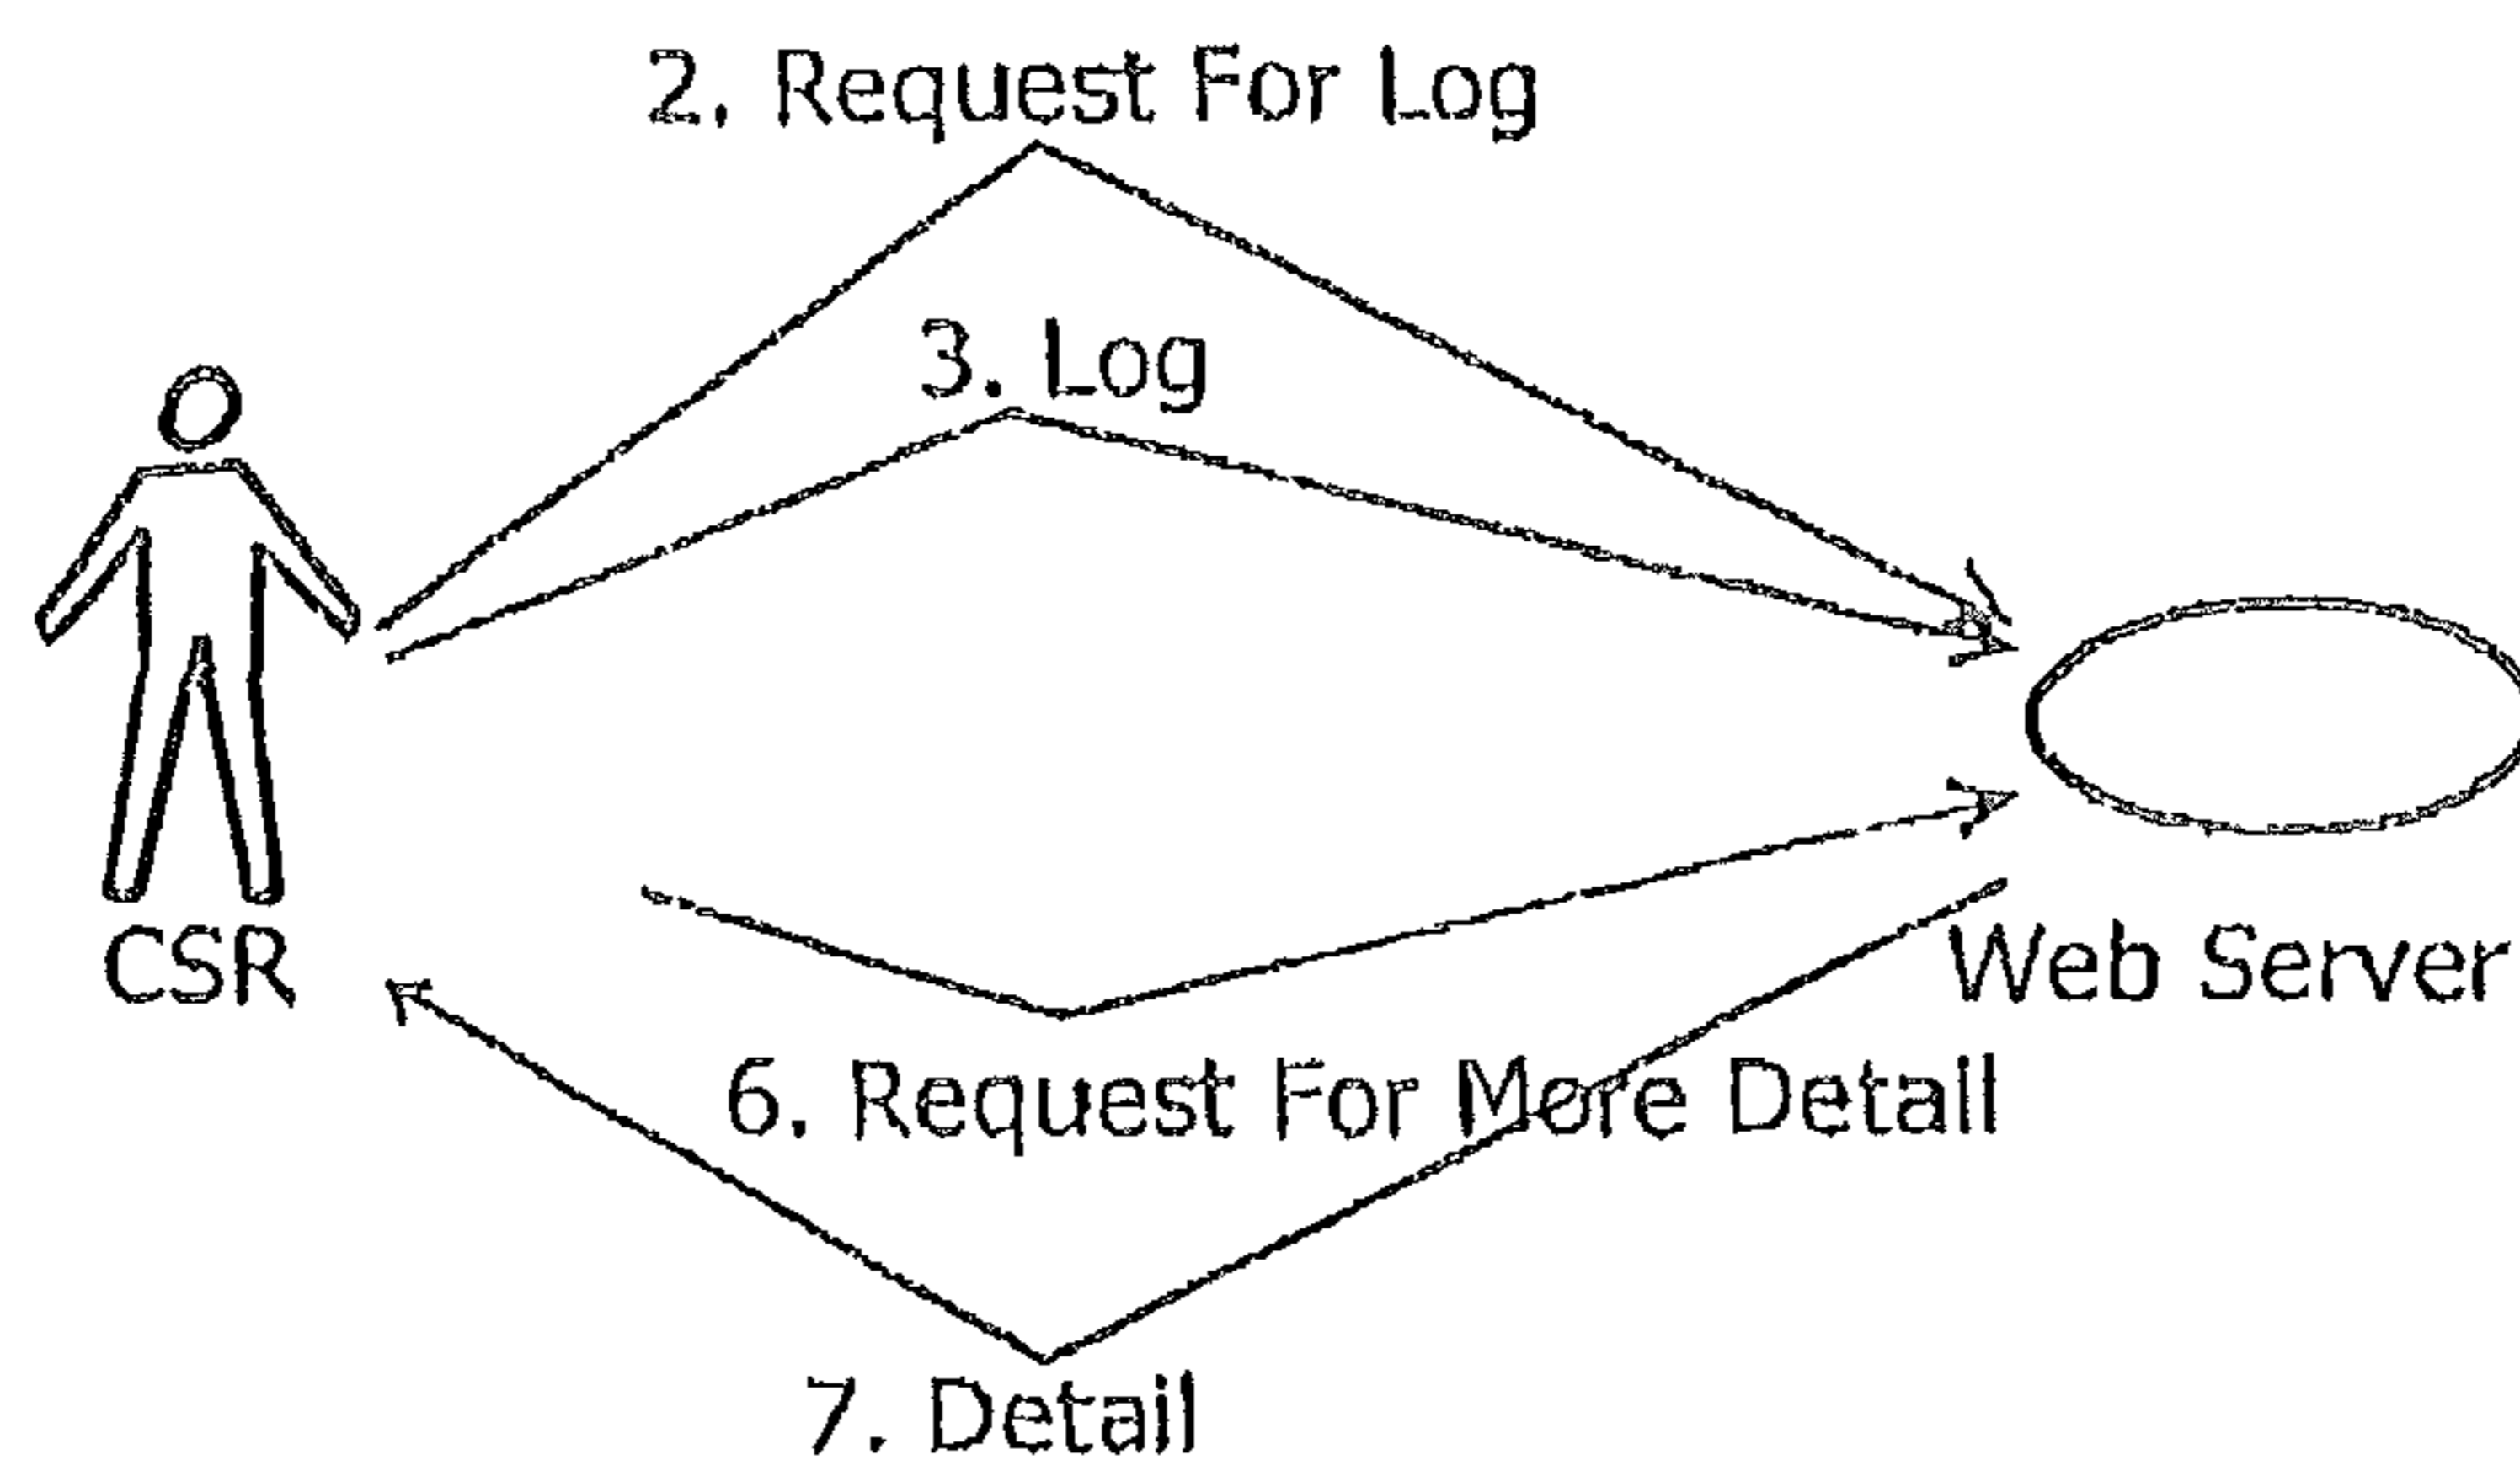 2. Request For Log
3. Log
CSR
Web Server
6. Request For More Detail
7. Detail